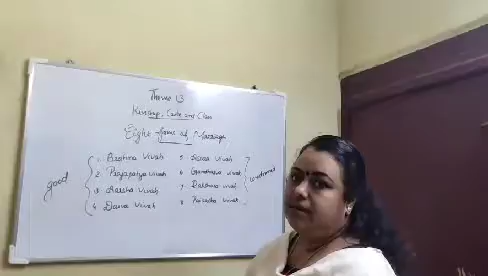 Theme 13
Kinship, Caste and Class
Eight forms of Marriage
good
1. Brahma Vivah
2. Prajapatya Vivah
3. Aarsha Vivah
4. Daiva Vivah
5 Asura Vivah
6 Gandharva Vivah
7 Rakshasa Vivah
8 Paisacha Vivah